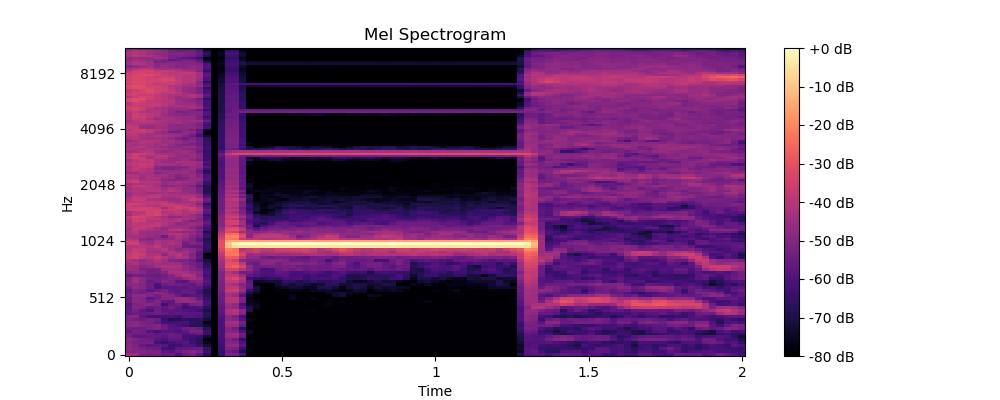 Mel Spectrogram
Hz
8192
4096
2048
1024
512
0
0 0.5 1 1.5 2
Time
+0 dB
-10 dB
-20 dB
-30 dB
-40 dB
-50 dB
-60 dB
-70 dB
-80 dB